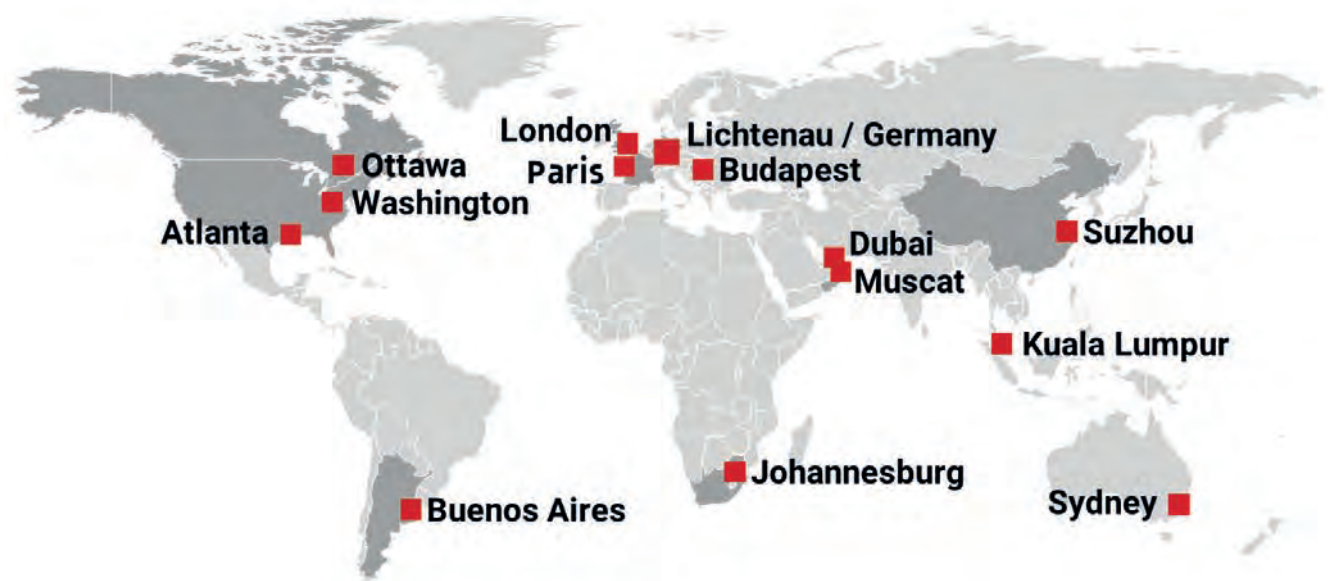 London
Lichtenau / Germany
Paris
Budapest
Ottawa
Washington
Atlanta
Dubai
Muscat
Suzhou
Kuala Lumpur
Johannesburg
Buenos Aires
Sydney